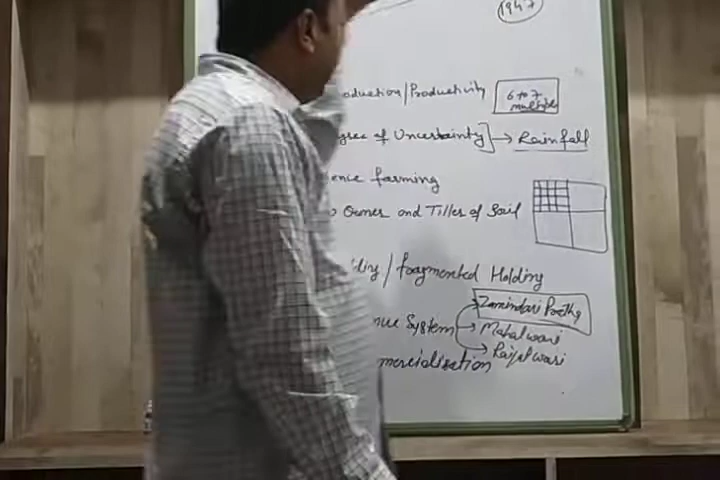 1947
oduction/Productivity 6 to 7 multiple
gree of Uncertainty] → Rainfall
ence farming
Owner and Tiller of Soil
ding/fragmented Holding
nue System Zamindari Pratha
Mahalwari
Raiyatwari
mercialisation